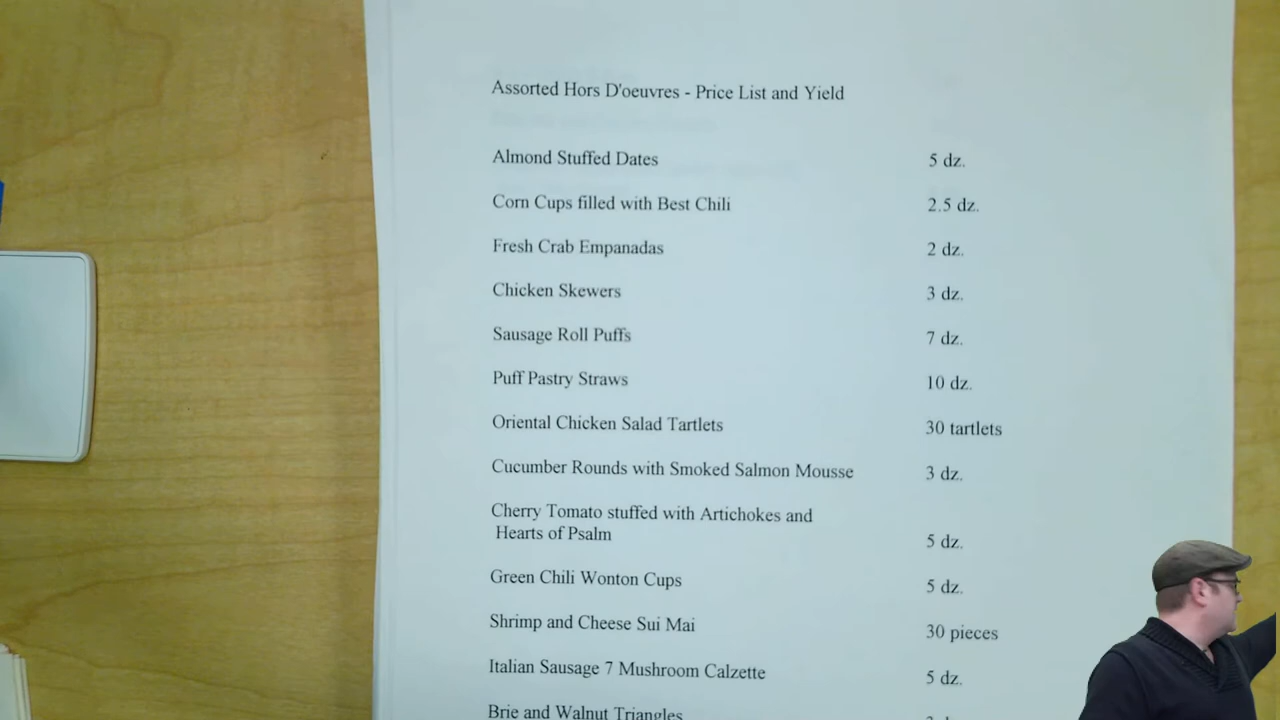 Assorted Hors D'oeuvres - Price List and Yield
Almond Stuffed Dates 5 dz.
Corn Cups filled with Best Chili 2.5 dz.
Fresh Crab Empanadas 2 dz.
Chicken Skewers 3 dz.
Sausage Roll Puffs 7 dz.
Puff Pastry Straws 10 dz.
Oriental Chicken Salad Tartlets 30 tartlets
Cucumber Rounds with Smoked Salmon Mousse 3 dz.
Cherry Tomato stuffed with Artichokes and
Hearts of Psalm 5 dz.
Green Chili Wonton Cups 5 dz.
Shrimp and Cheese Sui Mai 30 pieces
Italian Sausage 7 Mushroom Calzette 5 dz.
Brie and Walnut Triangles